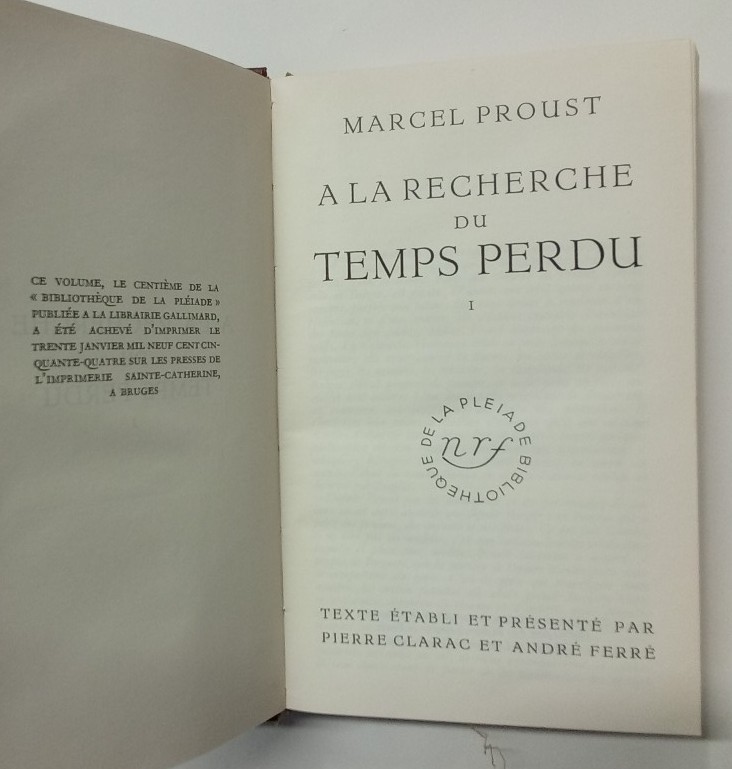 CE VOLUME, LE CENTIÈME DE LA
« BIBLIOTHÈQUE DE LA PLÉIADE »
PUBLIÉE A LA LIBRAIRIE GALLIMARD,
A ÉTÉ ACHEVÉ D'IMPRIMER LE
TRENTE JANVIER MIL NEUF CENT CIN-
QUANTE-QUATRE SUR LES PRESSES DE
L'IMPRIMERIE SAINTE-CATHERINE,
A BRUGES
MARCEL PROUST
A LA RECHERCHE
DU
TEMPS PERDU
I
BIBLIOTHEQUE DE LA PLEIADE
nrf
TEXTE ÉTABLI ET PRÉSENTÉ PAR
PIERRE CLARAC ET ANDRÉ FERRÉ